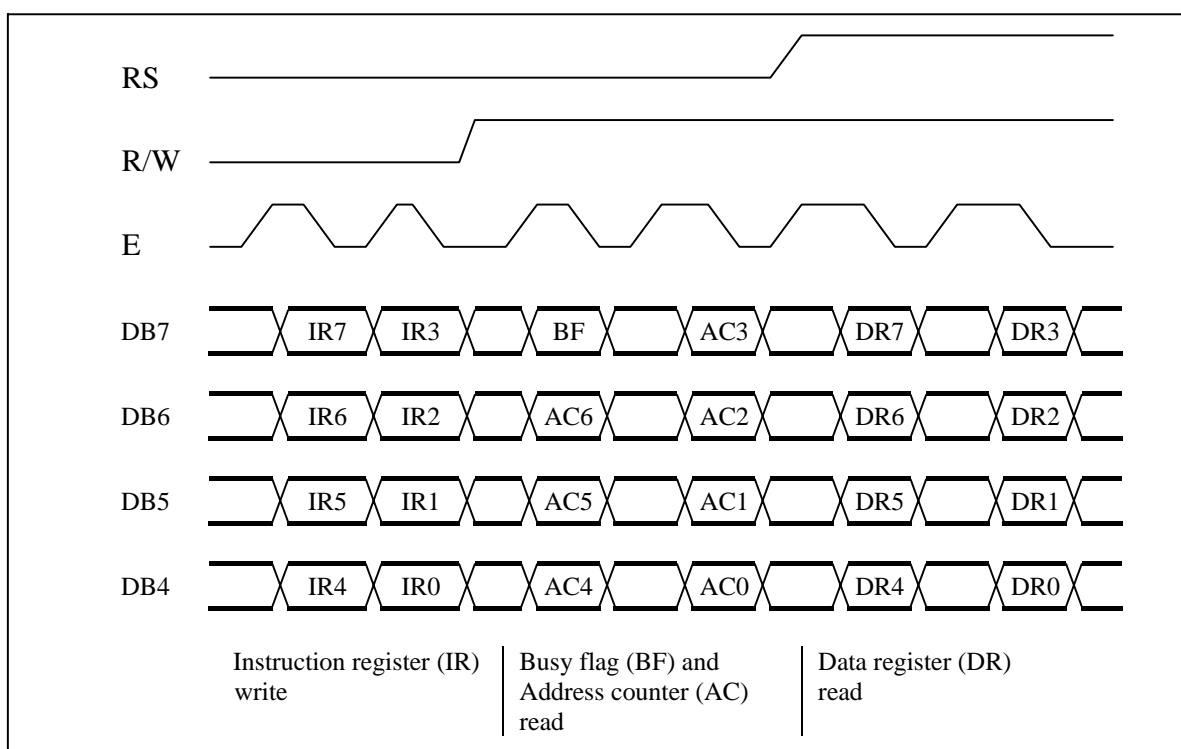 RS
R/W
E
DB7 IR7 IR3 BF AC3 DR7 DR3
DB6 IR6 IR2 AC6 AC2 DR6 DR2
DB5 IR5 IR1 AC5 AC1 DR5 DR1
DB4 IR4 IR0 AC4 AC0 DR4 DR0
Instruction register (IR)
write
Busy flag (BF) and
Address counter (AC)
read
Data register (DR)
read